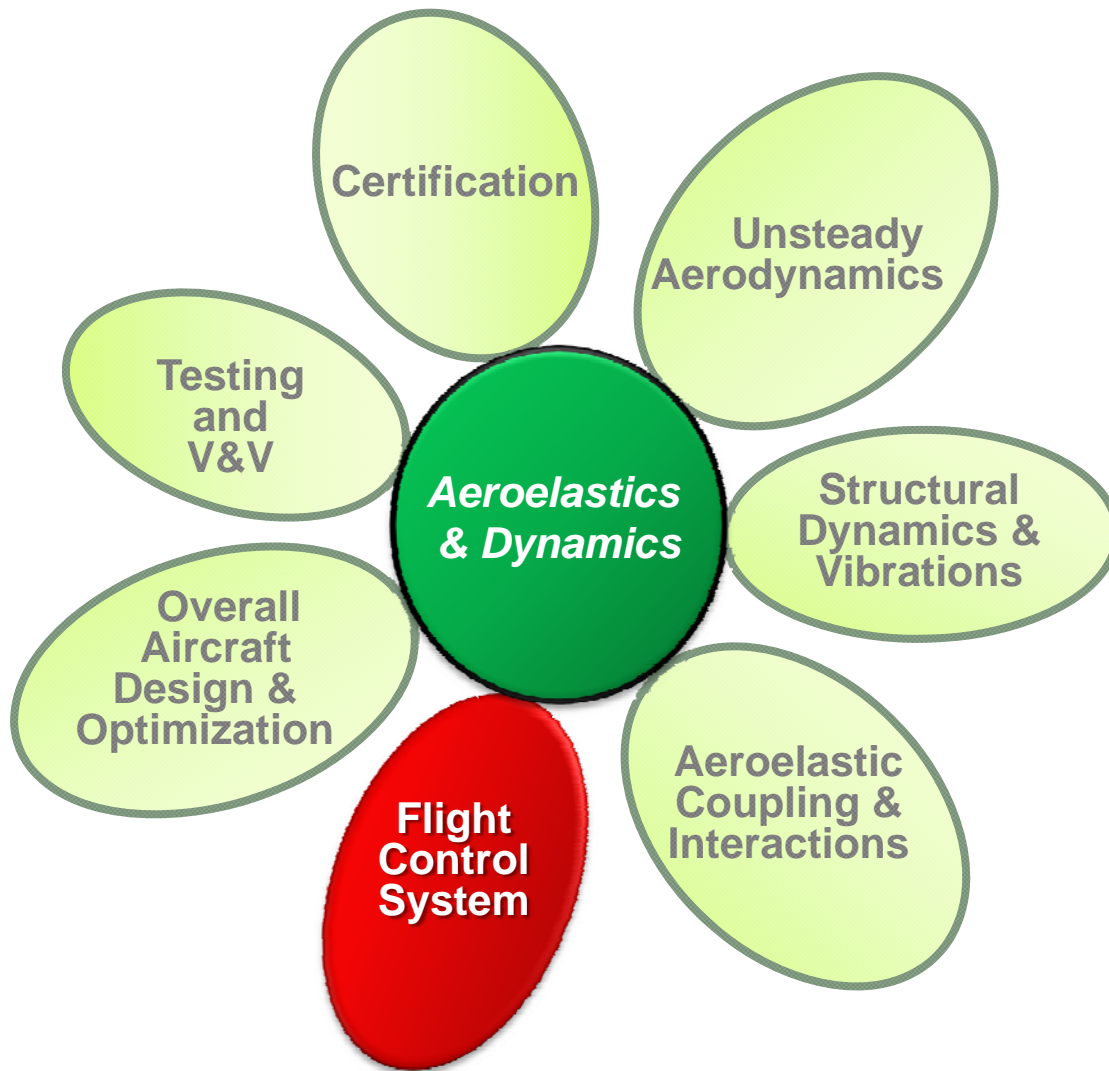 Certification
Unsteady
Aerodynamics
Testing
and
V&V
Aeroelastics
& Dynamics
Structural
Dynamics &
Vibrations
Overall
Aircraft
Design &
Optimization
Flight
Control
System
Aeroelastic
Coupling &
Interactions